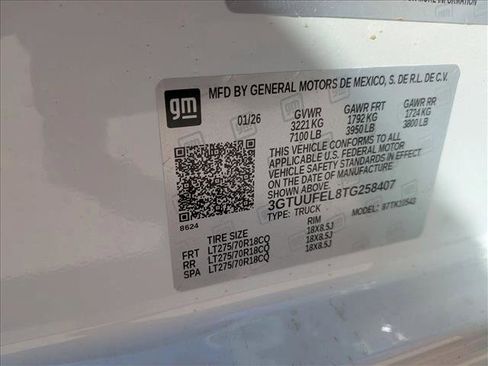 MORE INFORMATION
gm
MFD BY GENERAL MOTORS DE MEXICO, S. DE R.L. DE C.V.
01/26 GVWR GAWR FRT GAWR RR
3221 KG 1792 KG 1724 KG
7100 LB 3950 LB 3800 LB
THIS VEHICLE CONFORMS TO ALL
APPLICABLE U.S. FEDERAL MOTOR
VEHICLE SAFETY STANDARDS IN EFFECT
ON THE DATE OF MANUFACTURE
SHOWN ABOVE.
3GTUUFEL8TG258407
TYPE: TRUCK MODEL: 87TK10543
8624
TIRE SIZE RIM
FRT LT275/70R18CQ 18X8.5J
RR LT275/70R18CQ 18X8.5J
SPA LT275/70R18CQ 18X8.5J